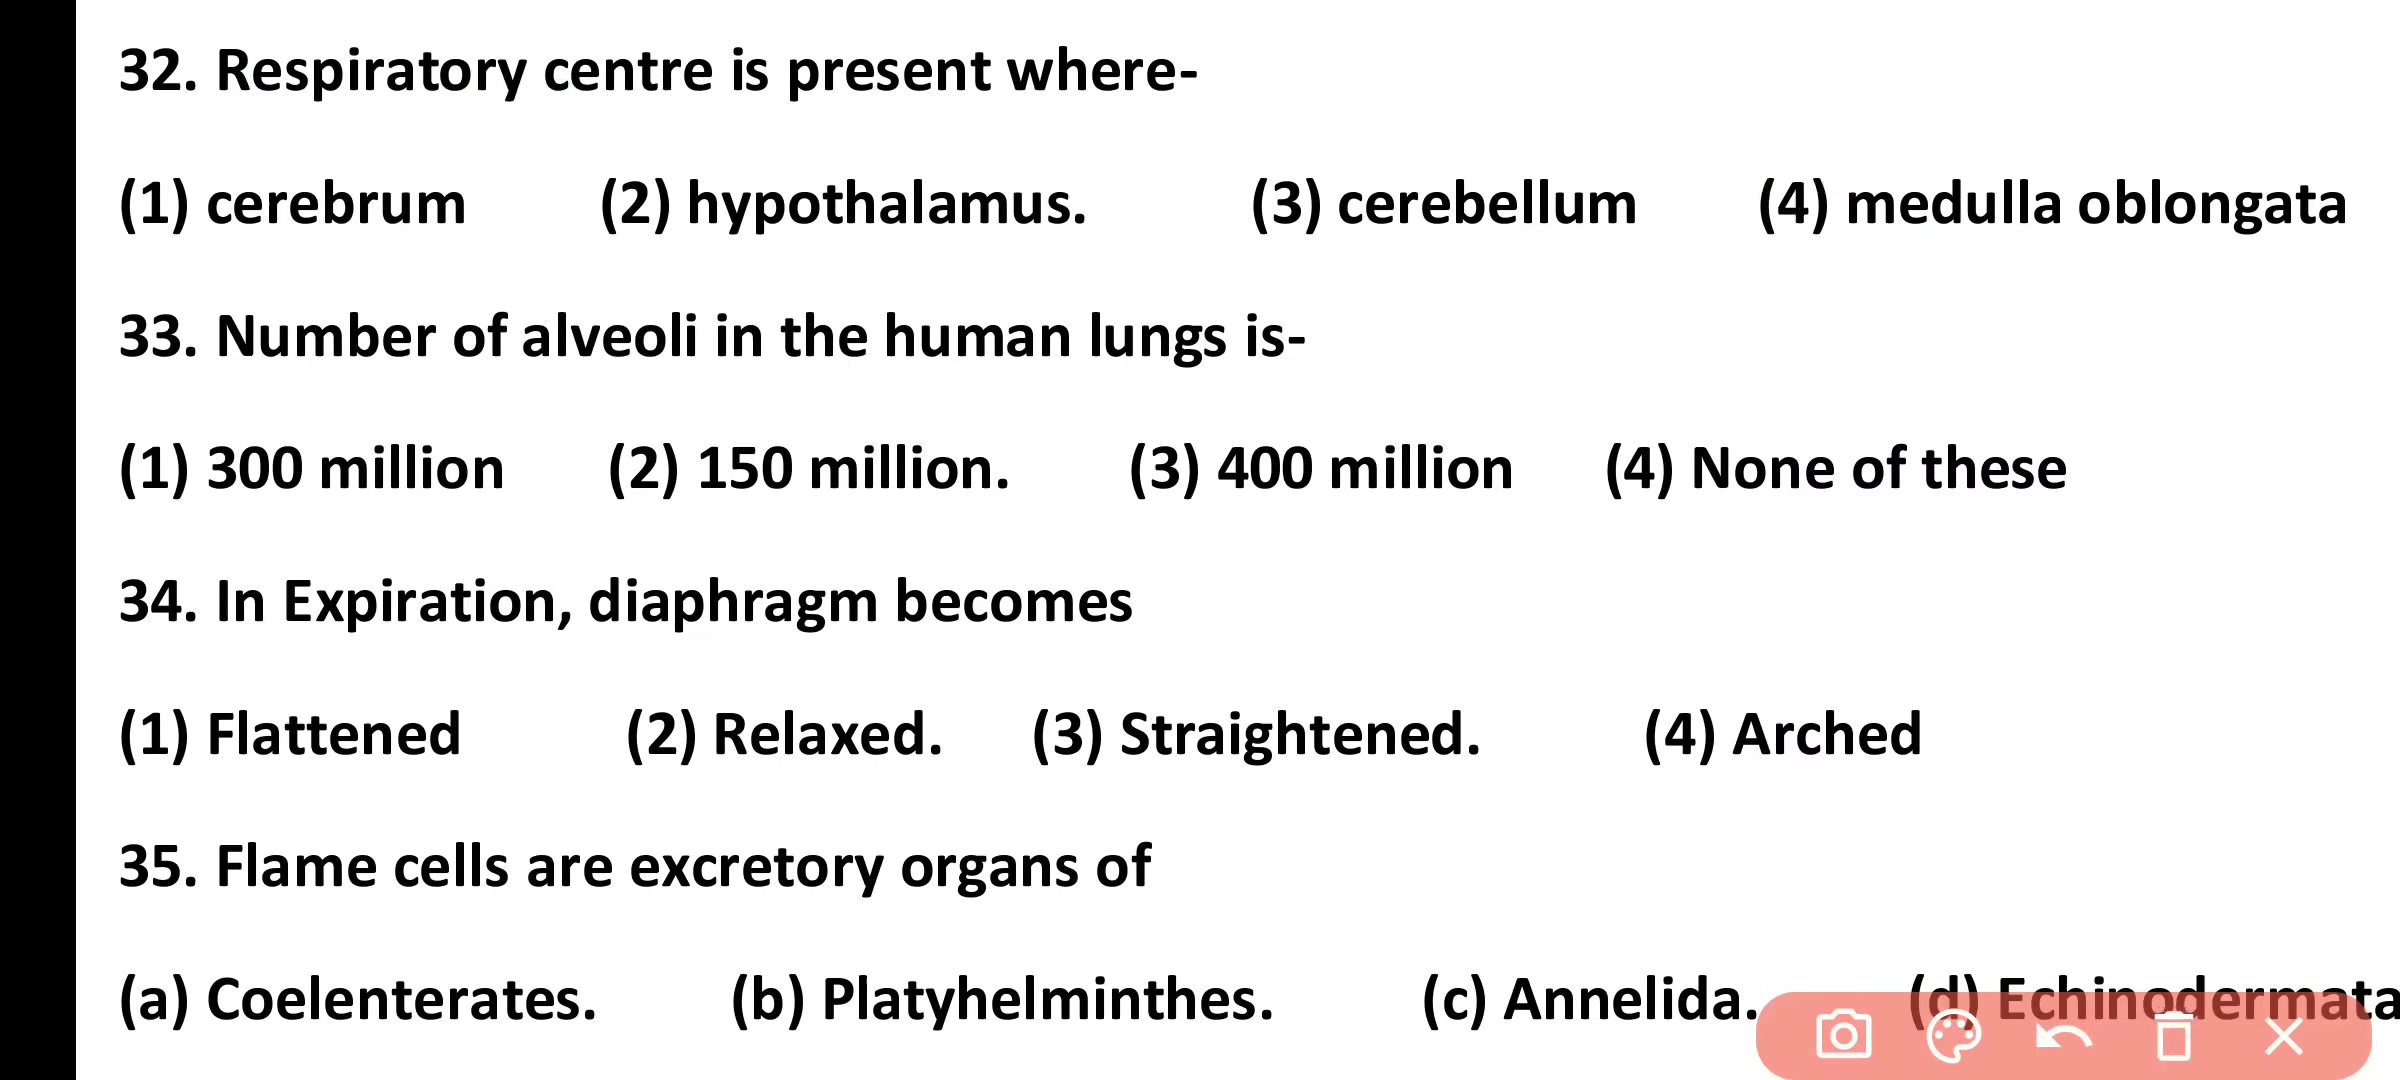 32. Respiratory centre is present where-
(1) cerebrum (2) hypothalamus. (3) cerebellum (4) medulla oblongata
33. Number of alveoli in the human lungs is-
(1) 300 million (2) 150 million. (3) 400 million (4) None of these
34. In Expiration, diaphragm becomes
(1) Flattened (2) Relaxed. (3) Straightened. (4) Arched
35. Flame cells are excretory organs of
(a) Coelenterates. (b) Platyhelminthes. (c) Annelida. (d) Echinodermata